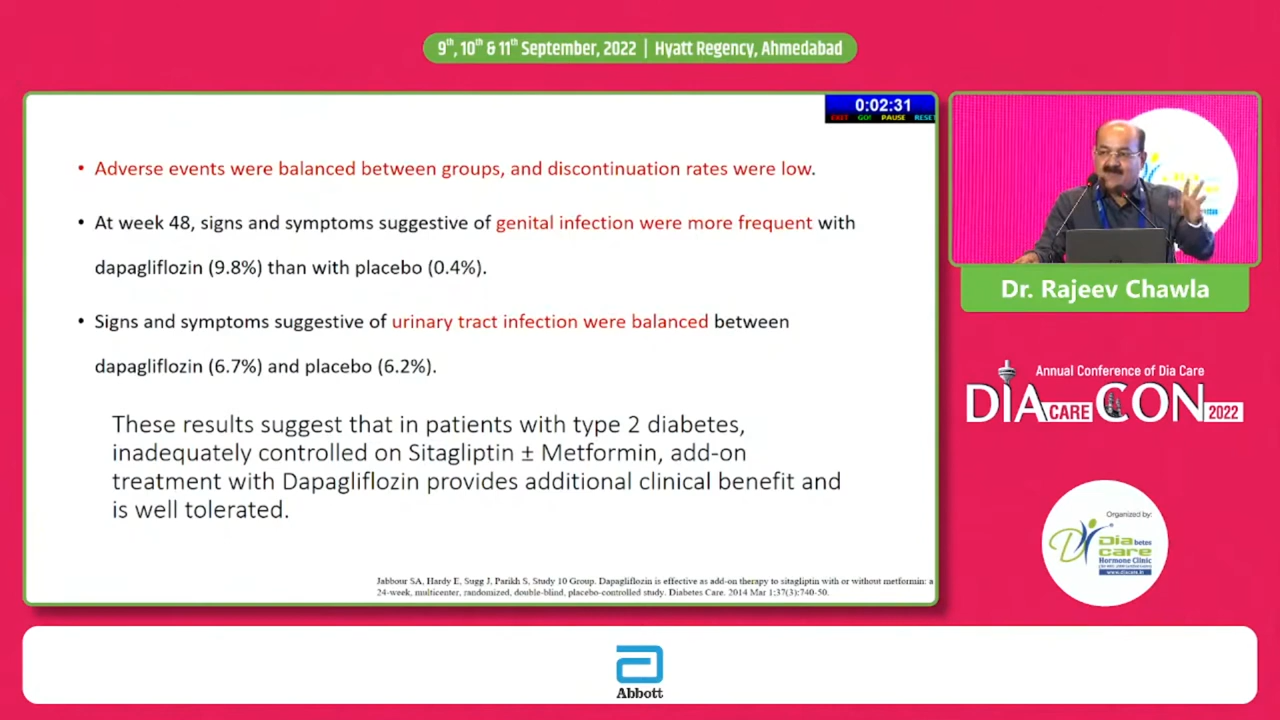 9th, 10th & 11th September, 2022 | Hyatt Regency, Ahmedabad
0:02:31
EXIT GO! PAUSE RESET
• Adverse events were balanced between groups, and discontinuation rates were low.
• At week 48, signs and symptoms suggestive of genital infection were more frequent with
dapagliflozin (9.8%) than with placebo (0.4%).
• Signs and symptoms suggestive of urinary tract infection were balanced between
dapagliflozin (6.7%) and placebo (6.2%).
These results suggest that in patients with type 2 diabetes,
inadequately controlled on Sitagliptin ± Metformin, add-on
treatment with Dapagliflozin provides additional clinical benefit and
is well tolerated.
Jabbour SA, Hardy E, Sugg J, Parikh S, Study 10 Group. Dapagliflozin is effective as add-on therapy to sitagliptin with or without metformin: a
24-week, multicenter, randomized, double-blind, placebo-controlled study. Diabetes Care. 2014 Mar 1;37(3):740-50.
Dr. Rajeev Chawla
Annual Conference of Dia Care
DIA CARE CON 2022
Organized by:
Diabetes
care
Hormone Clinic
www.diacare.in
Abbott